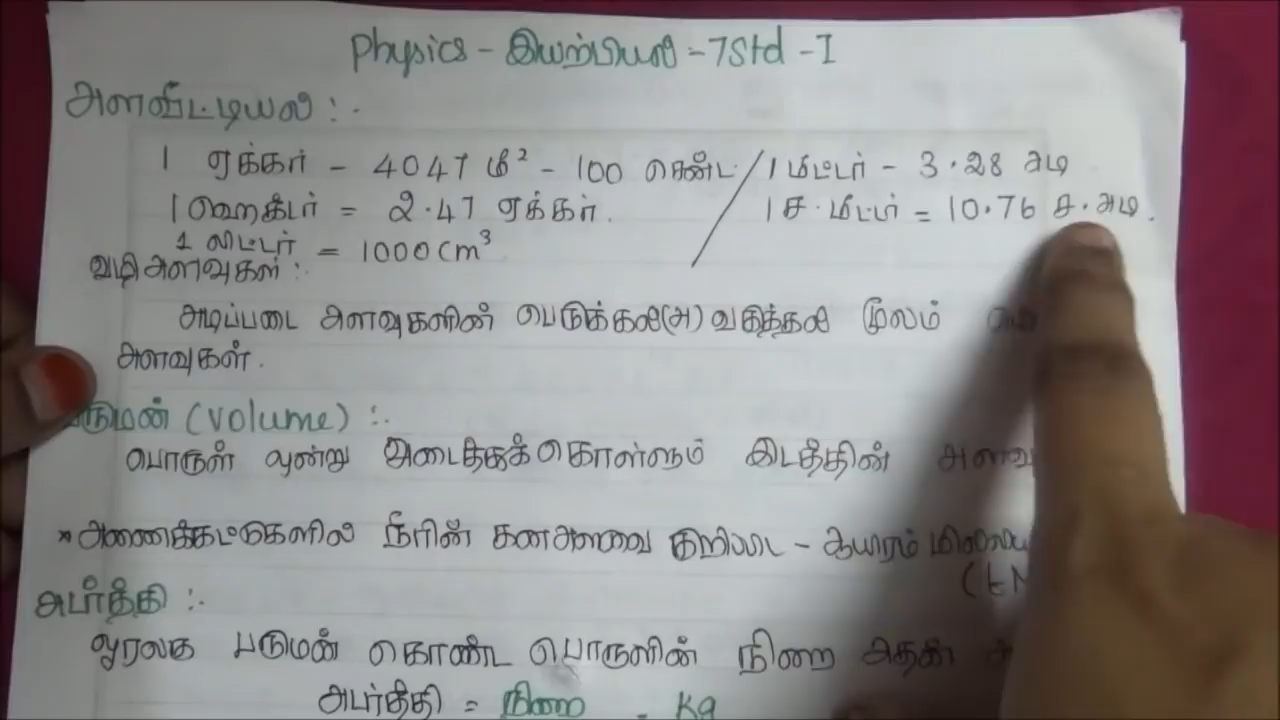 Physics - இயற்பியல் - 7Std - I
அளவீட்டியல் :-
1 ஏக்கர் - 4047 மீ² - 100 சென்ட் / 1 மீட்டர் - 3.28 அடி
1 ஹெக்டர் = 2.47 ஏக்கர். 1 ச. மீட்டர் = 10.76 ச. அடி.
1 லிட்டர் = 1000 cm³
வழி அளவுகள் :-
அடிப்படை அளவுகளின் பெருக்கல் (அ) வகுத்தல் மூலம்
அளவுகள்.
(Volume) :-
பொருள் ஒன்று அடைத்துக்கொள்ளும் இடத்தின்
* அணைக்கட்டுகளில் நீரின் கனஅளவை குறிப்பிட - ஆயிரம்
அடர்த்தி :-
ஓரலகு பருமன் கொண்ட பொருளின் நிறை அதன்
அடர்த்தி = நிறை = kg